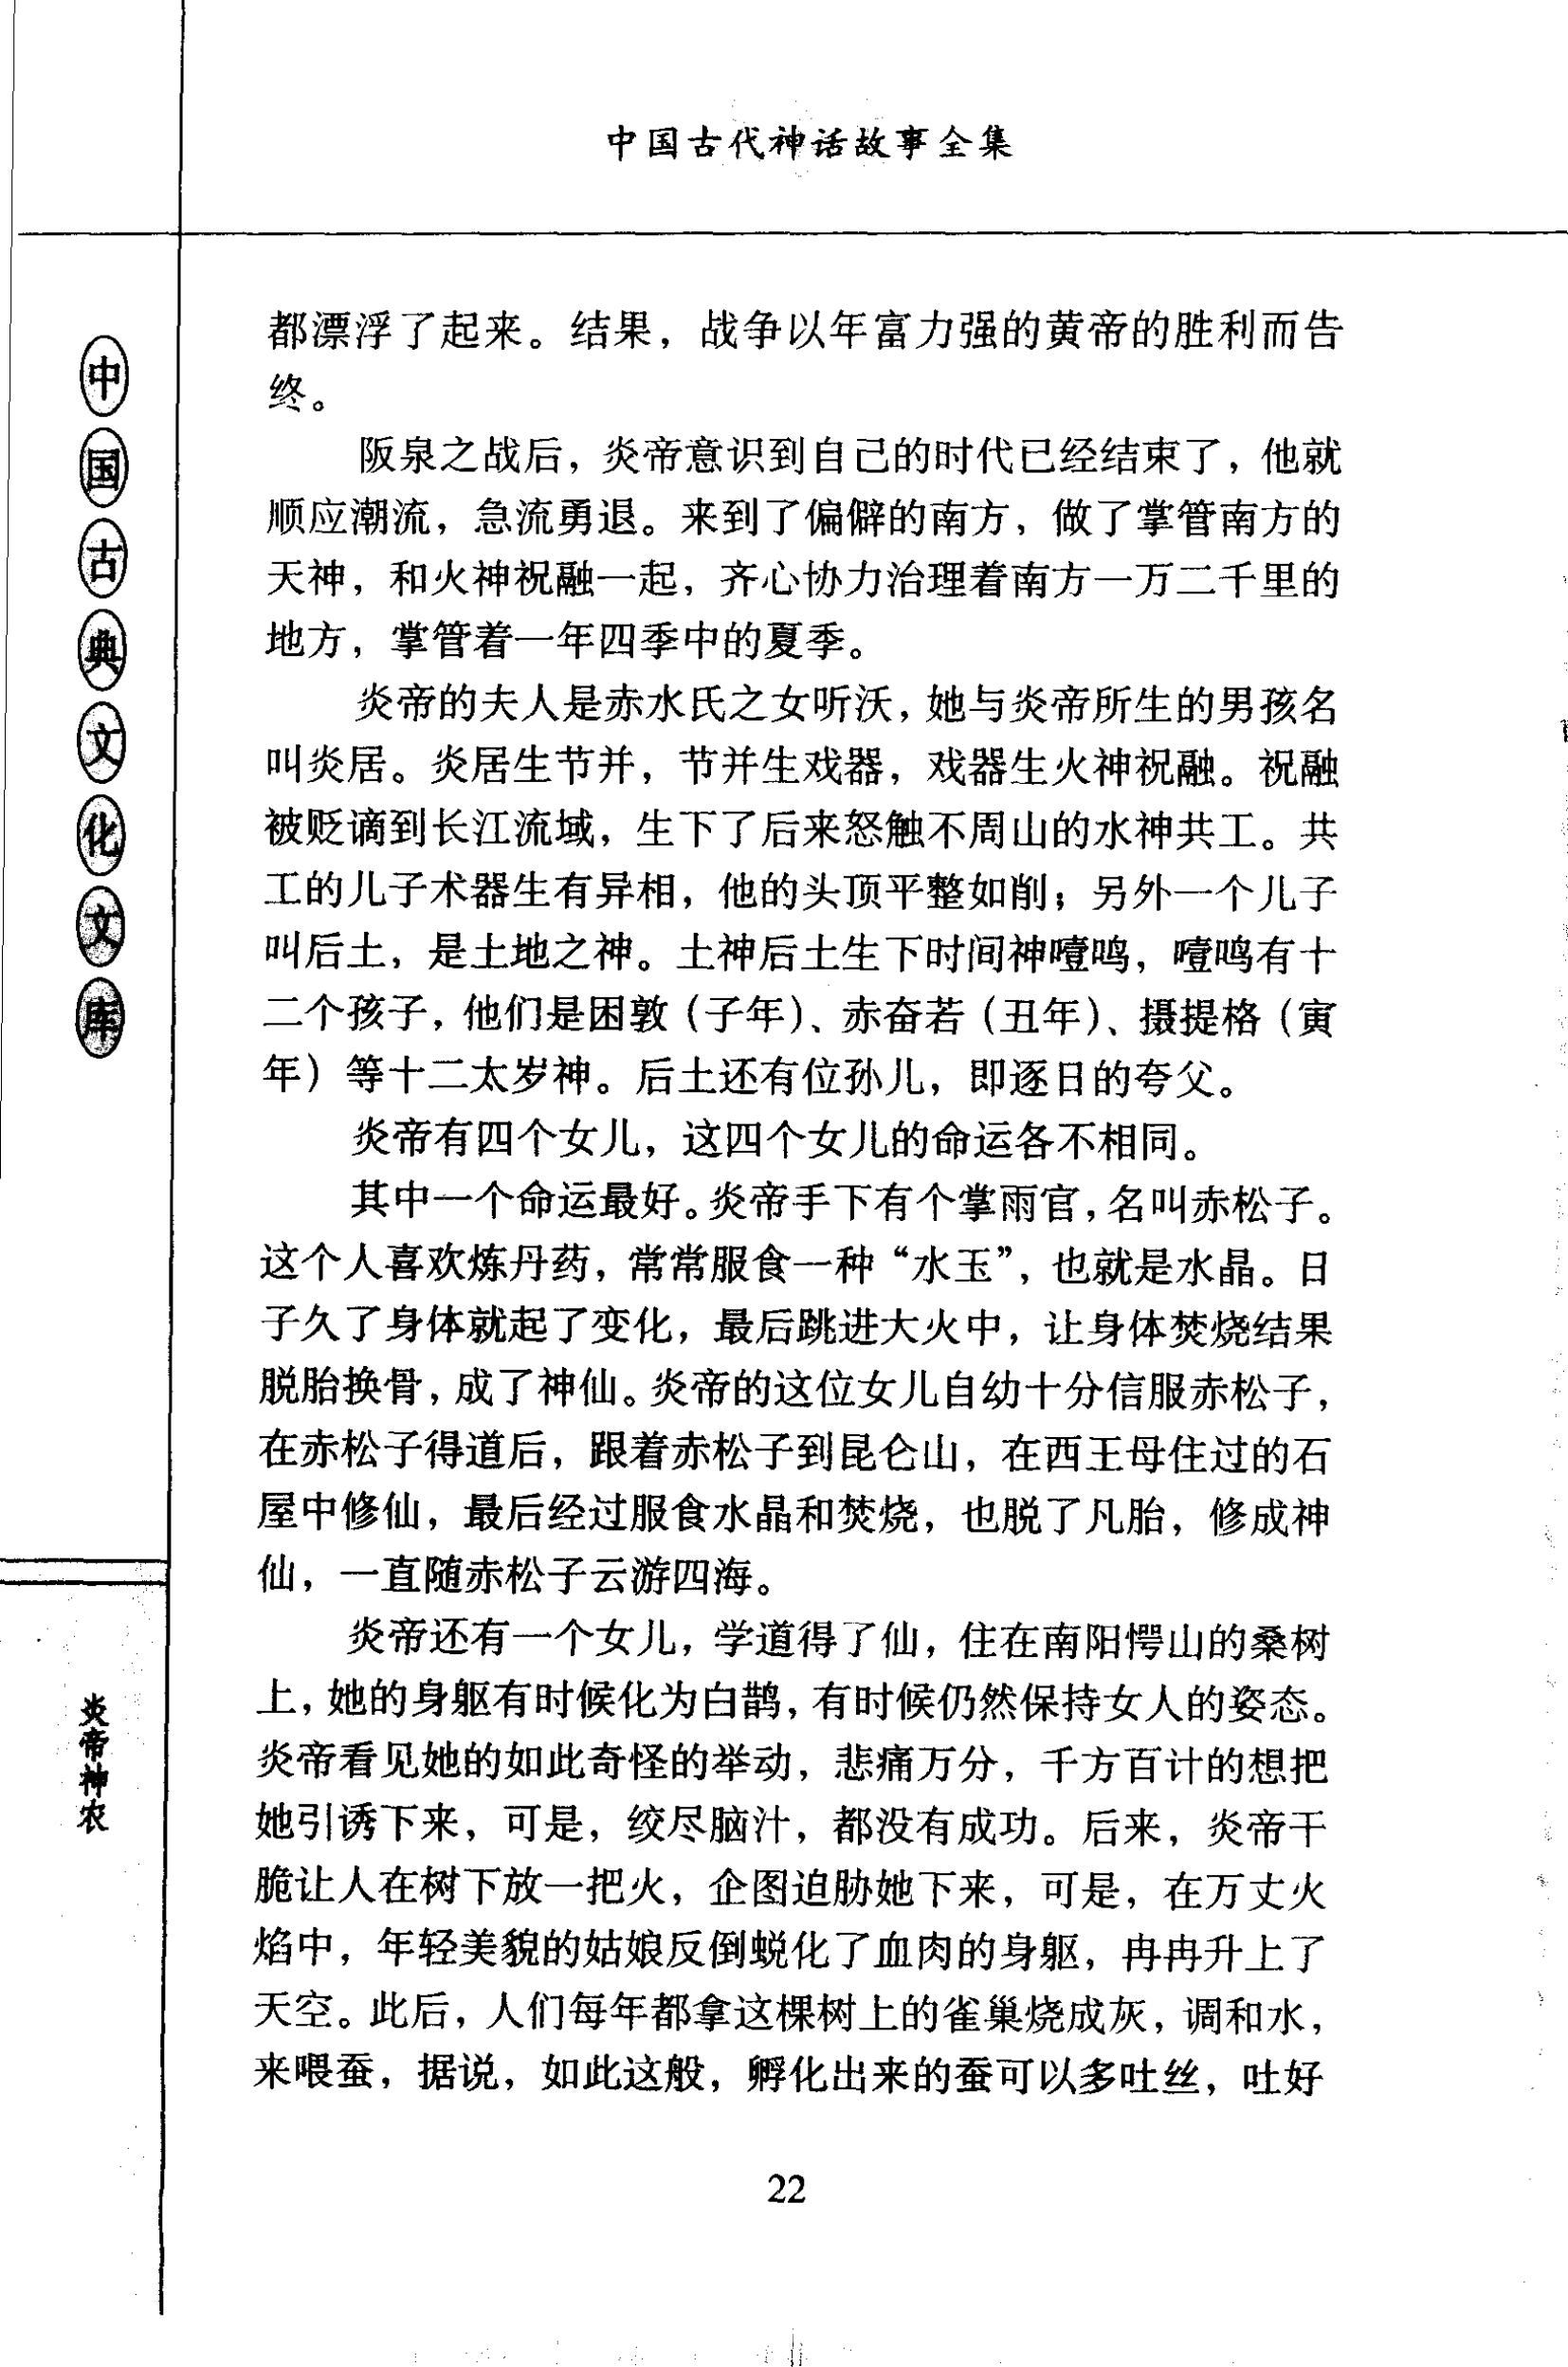 中国古代神话故事全集
中国古典文化文库
炎帝神农
都漂浮了起来。结果，战争以年富力强的黄帝的胜利而告
终。
阪泉之战后，炎帝意识到自己的时代已经结束了，他就
顺应潮流，急流勇退。来到了偏僻的南方，做了掌管南方的
天神，和火神祝融一起，齐心协力治理着南方一万二千里的
地方，掌管着一年四季中的夏季。
炎帝的夫人是赤水氏之女听沃，她与炎帝所生的男孩名
叫炎居。炎居生节并，节并生戏器，戏器生火神祝融。祝融
被贬谪到长江流域，生下了后来怒触不周山的水神共工。共
工的儿子术器生有异相，他的头顶平整如削；另外一个儿子
叫后土，是土地之神。土神后土生下时间神噎鸣，噎鸣有十
二个孩子，他们是困敦（子年）、赤奋若（丑年）、摄提格（寅
年）等十二太岁神。后土还有位孙儿，即逐日的夸父。
炎帝有四个女儿，这四个女儿的命运各不相同。
其中一个命运最好。炎帝手下有个掌雨官，名叫赤松子。
这个人喜欢炼丹药，常常服食一种“水玉”，也就是水晶。日
子久了身体就起了变化，最后跳进大火中，让身体焚烧结果
脱胎换骨，成了神仙。炎帝的这位女儿自幼十分信服赤松子，
在赤松子得道后，跟着赤松子到昆仑山，在西王母住过的石
屋中修仙，最后经过服食水晶和焚烧，也脱了凡胎，修成神
仙，一直随赤松子云游四海。
炎帝还有一个女儿，学道得了仙，住在南阳愕山的桑树
上，她的身躯有时候化为白鹊，有时候仍然保持女人的姿态。
炎帝看见她的如此奇怪的举动，悲痛万分，千方百计的想把
她引诱下来，可是，绞尽脑汁，都没有成功。后来，炎帝干
脆让人在树下放一把火，企图迫胁她下来，可是，在万丈火
焰中，年轻美貌的姑娘反倒蜕化了血肉的身躯，冉冉升上了
天空。此后，人们每年都拿这棵树上的雀巢烧成灰，调和水，
来喂蚕，据说，如此这般，孵化出来的蚕可以多吐丝，吐好
22